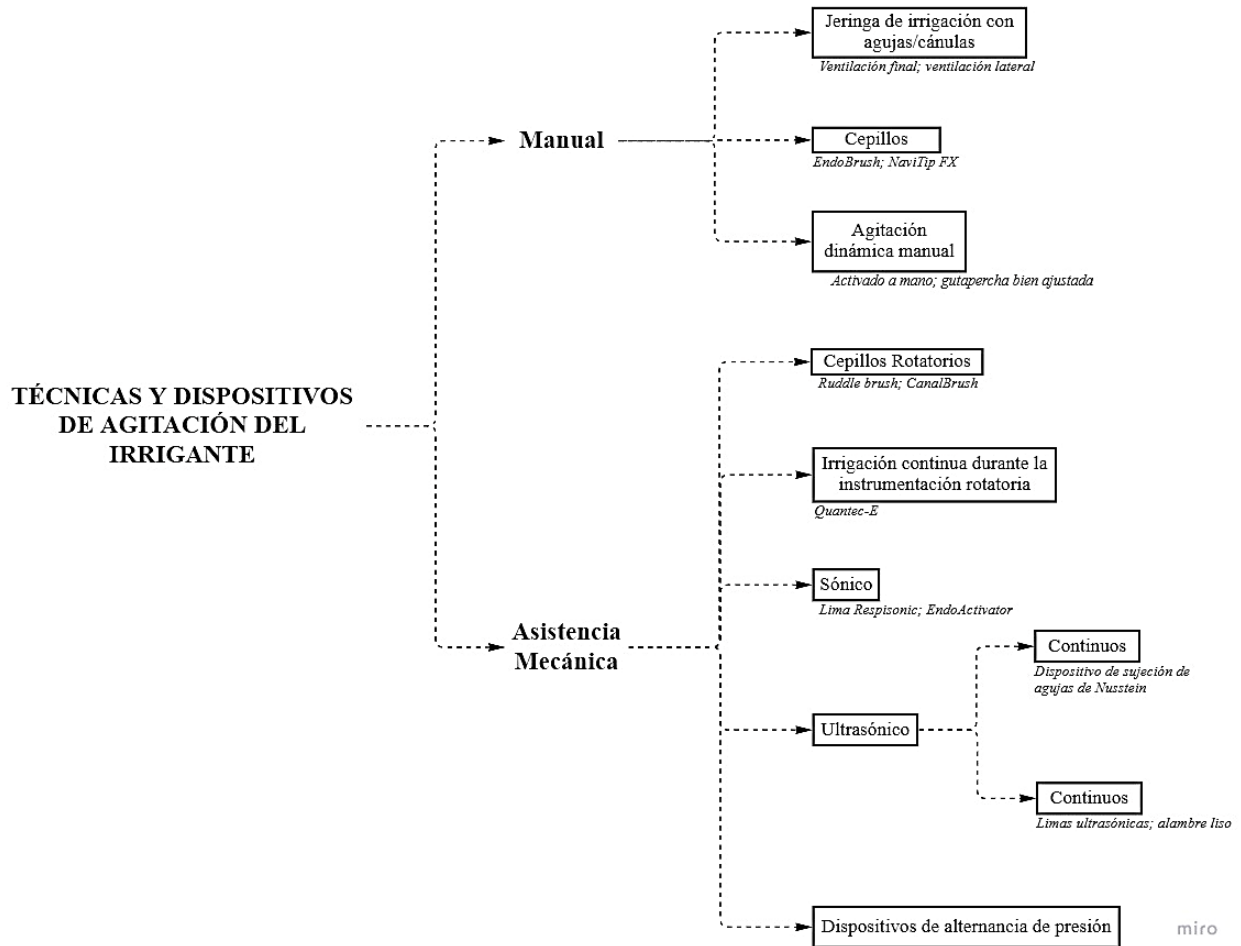 TÉCNICAS Y DISPOSITIVOS
DE AGITACIÓN DEL
IRRIGANTE
Manual
Jeringa de irrigación con
agujas/cánulas
Ventilación final; ventilación lateral
Cepillos
EndoBrush; NaviTip FX
Agitación
dinámica manual
Activado a mano; gutapercha bien ajustada
Asistencia
Mecánica
Cepillos Rotatorios
Ruddle brush; CanalBrush
Irrigación continua durante la
instrumentación rotatoria
Quantec-E
Sónico
Lima Respisonic; EndoActivator
Ultrasónico
Continuos
Dispositivo de sujeción de
agujas de Nusstein
Continuos
Limas ultrasónicas; alambre liso
Dispositivos de alternancia de presión
miro